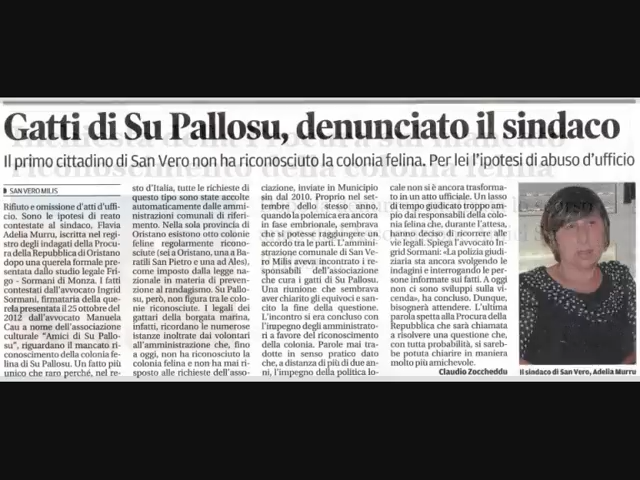 Gatti di Su Pallosu, denunciato il sindaco
Il primo cittadino di San Vero non ha riconosciuto la colonia felina. Per lei l'ipotesi di abuso d'ufficio
SAN VERO MILIS
Rifiuto e omissione d'atti d'uffi-
cio. Sono le ipotesi di reato
contestate al sindaco, Flavia
Adelia Murru, iscritta nel regi-
stro degli indagati della Procu-
ra della Repubblica di Oristano
dopo una querela formale pre-
sentata dallo studio legale Fri-
go - Sormani di Monza. I fatti
contestati dall'avvocato Ingrid
Sormani, firmataria della que-
rela presentata il 25 ottobre del
2012 dall'avvocato Manuela
Cau a nome dell'associazione
culturale "Amici di Su Pallo-
su", riguardano il mancato ri-
conoscimento della colonia fe-
lina di Su Pallosu. Un fatto più
unico che raro perché, nel re-
sto d'Italia, tutte le richieste di
questo tipo sono state accolte
automaticamente dalle ammi-
nistrazioni comunali di riferi-
mento. Nella sola provincia di
Oristano esistono otto colonie
feline regolarmente riconosc-
iute (sei a Oristano, una a Ba-
ratili San Pietro e una ad Ales),
come imposto dalla legge nazio-
nale in materia di prevenzio-
ne al randagismo. Su Pallo-
su, però, non figura tra le colo-
nie riconosciute. I legali dei
gattari della borgata marina,
infatti, ricordano le numerose
istanze inoltrate dai volontari
all'amministrazione che, fino
a oggi, non ha riconosciuto la
colonia felina e non ha mai ri-
sposto alle richieste dell'asso-
ciazione, inviate in Municipio
sin dal 2010. Proprio nel set-
tembre dello stesso anno,
quando la polemica era ancora
in fase embrionale, sembrava
che si potesse raggiungere un
accordo tra le parti. L'ammini-
strazione comunale di San Ve-
ro Milis aveva incontrato i re-
sponsabili dell'associazione
che cura i gatti di Su Pallosu.
Una riunione che sembrava
aver chiarito gli equivoci e san-
cito la fine della questione.
L'incontro si era concluso con
l'impegno degli amministrato-
ri a favore del riconoscimento
della colonia. Parole mai tra-
dotte in senso pratico dato
che, a distanza di più di due an-
ni, l'impegno della politica lo-
cale non si è ancora trasforma-
to in un atto ufficiale. Un lasso
di tempo giudicato troppo am-
pio dai responsabili della colo-
nia felina che, durante l'attesa,
hanno deciso di ricorrere alle
vie legali. Spiega l'avvocato In-
grid Sormani: «La polizia giudi-
ziaria sta ancora svolgendo le
indagini e interrogando le per-
sone informate sui fatti. A oggi
non ci sono sviluppi sulla vi-
cenda», ha concluso. Dunque,
bisognerà attendere. L'ultima
parola spetta alla Procura della
Repubblica che sarà chiamata
a risolvere una questione che,
con tutta probabilità, si sareb-
be potuta chiarire in maniera
molto più amichevole.
Claudio Zoccheddu
Il sindaco di San Vero, Adelia Murru